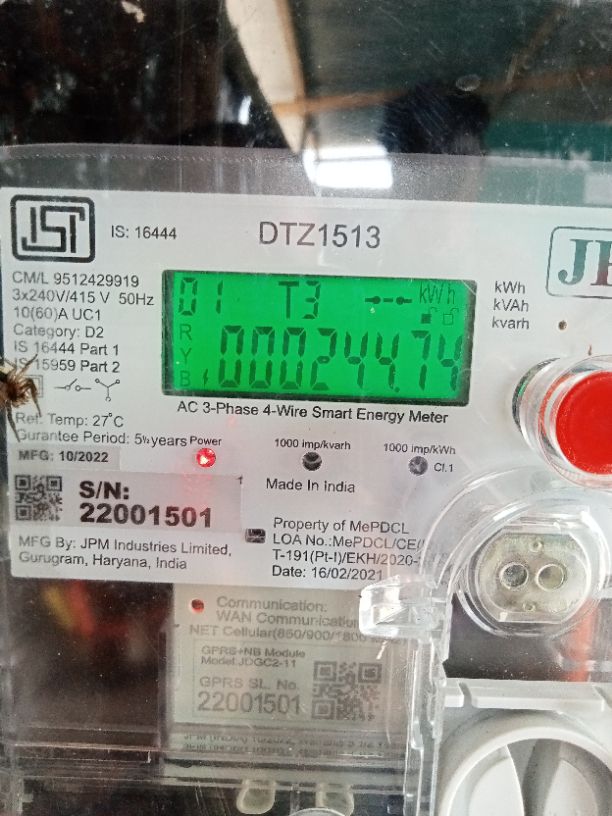 ISI
IS: 16444
DTZ1513
CM/L 9512429919
3x240V/415 V 50Hz
10(60)A UC1
Category: D2
IS 16444 Part 1
IS 15959 Part 2
Ref. Temp: 27°C
Gurantee Period: 5½ years
MFG: 10/2022
01 T3 kWh
R
Y
B
000244.74
kWh
kVAh
kvarh
AC 3-Phase 4-Wire Smart Energy Meter
Power
1000 imp/kvarh
1000 imp/kWh
Cl.1
Made In India
S/N:
22001501
MFG By: JPM Industries Limited,
Gurugram, Haryana, India
Property of MePDCL
LOA No.:MePDCL/CE(
T-191(Pt-I)/EKH/2020-
Date: 16/02/2021
Communication:
WAN Communication
NET Cellular(850/900/1800
GPRS+NB Module
Model:JDGC2-11
GPRS SL. No.
22001501